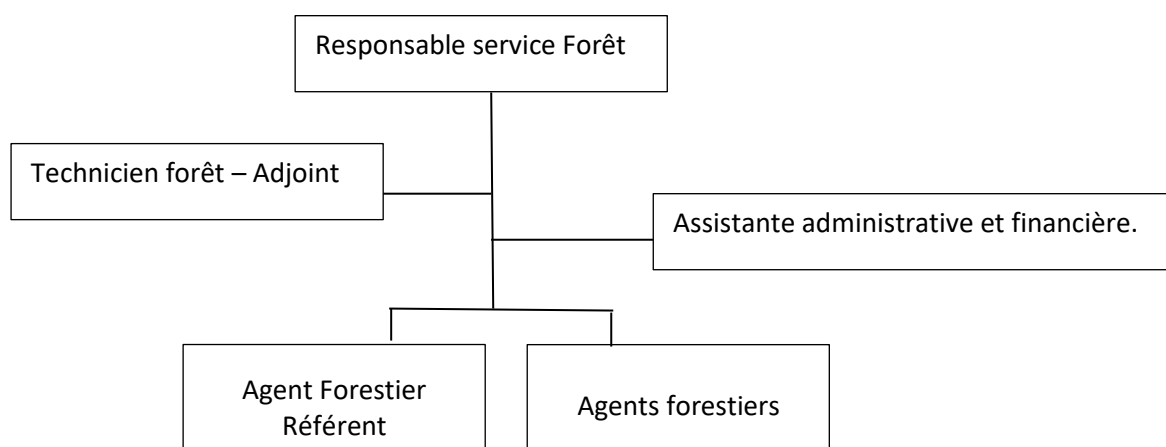 Responsable service Forêt
Technicien forêt – Adjoint
Assistante administrative et financière.
Agent Forestier
Référent
Agents forestiers